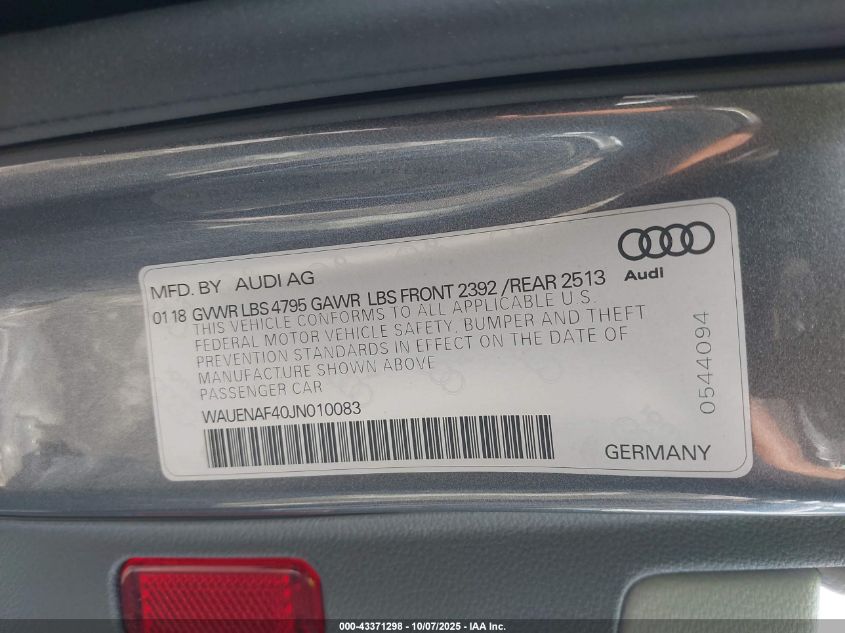 MFD. BY AUDI AG
Audi
01 18 GVWR LBS 4795 GAWR LBS FRONT 2392 /REAR 2513
THIS VEHICLE CONFORMS TO ALL APPLICABLE U.S.
FEDERAL MOTOR VEHICLE SAFETY, BUMPER AND THEFT
PREVENTION STANDARDS IN EFFECT ON THE DATE OF
MANUFACTURE SHOWN ABOVE
PASSENGER CAR
WAUENAF40JN010083
GERMANY
0544094
000-43371298 - 10/07/2025 - IAA Inc.